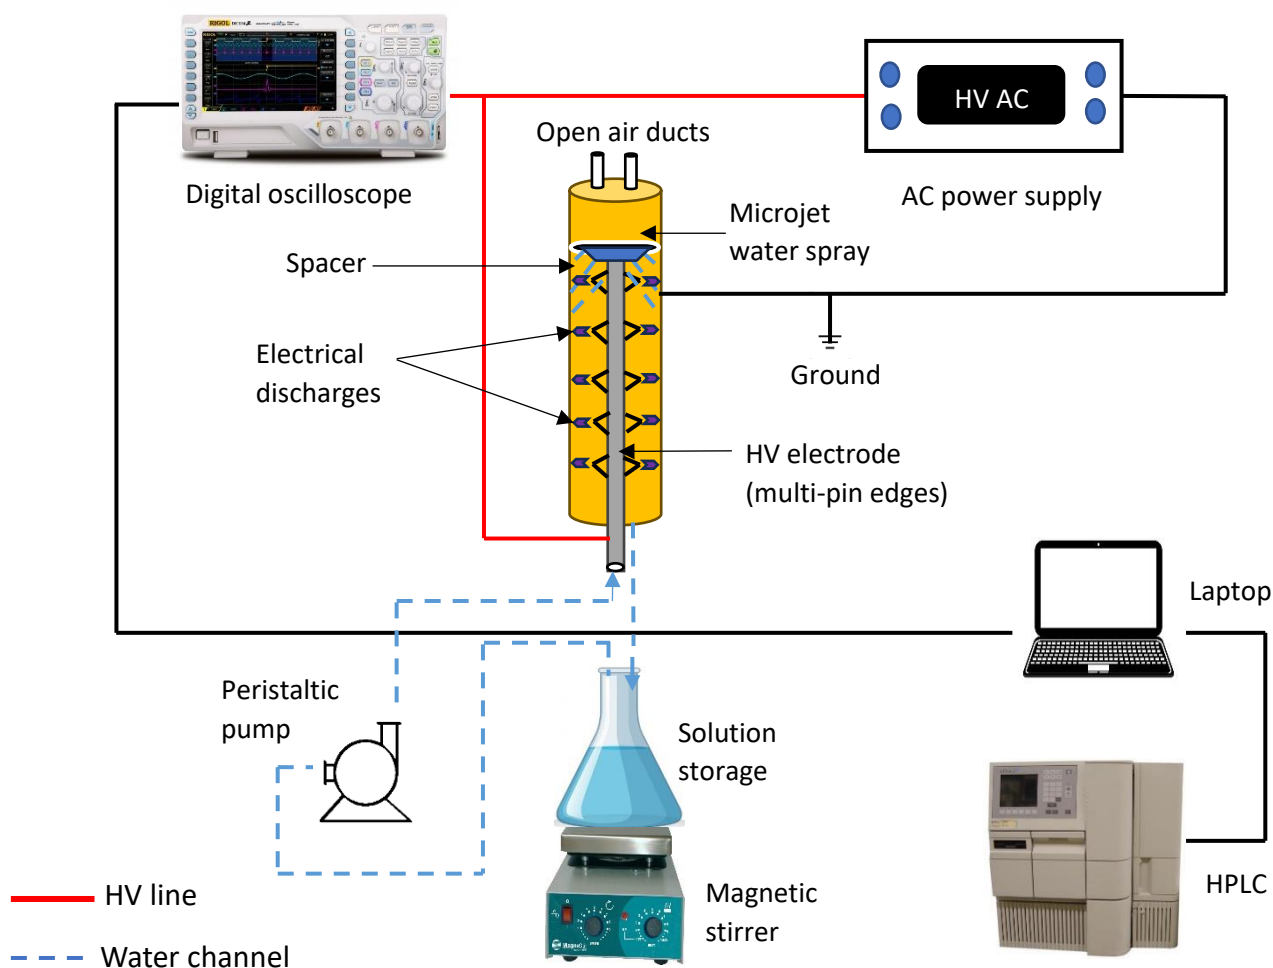 RIGOL
HV AC
Open air ducts
Digital oscilloscope
AC power supply
Microjet
water spray
Spacer
Electrical
discharges
Ground
HV electrode
(multi-pin edges)
Laptop
Peristaltic
pump
Solution
storage
HPLC
Magnetic
stirrer
HV line
Water channel